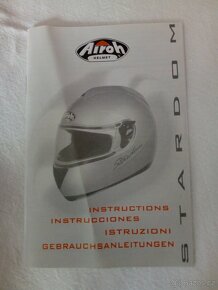 Airoh
HELMET
STARDOM
INSTRUCTIONS
INSTRUCCIONES
ISTRUZIONI
GEBRAUCHSANLEITUNGEN